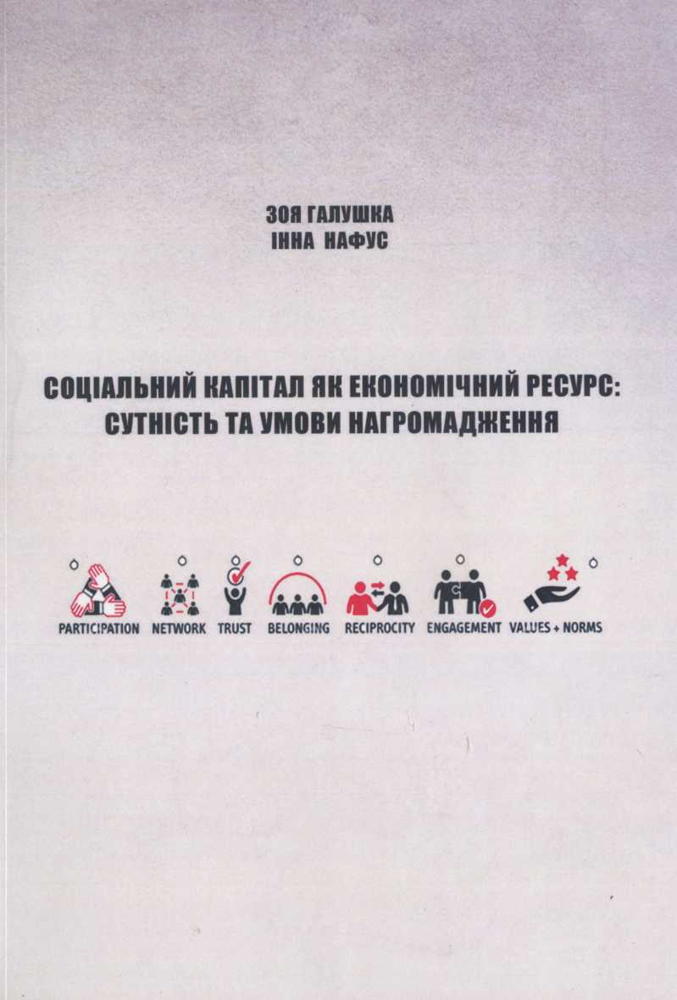 ЗОЯ ГАЛУШКА
ІННА НАФУС
СОЦІАЛЬНИЙ КАПІТАЛ ЯК ЕКОНОМІЧНИЙ РЕСУРС:
СУТНІСТЬ ТА УМОВИ НАГРОМАДЖЕННЯ
PARTICIPATION NETWORK TRUST BELONGING RECIPROCITY ENGAGEMENT VALUES + NORMS